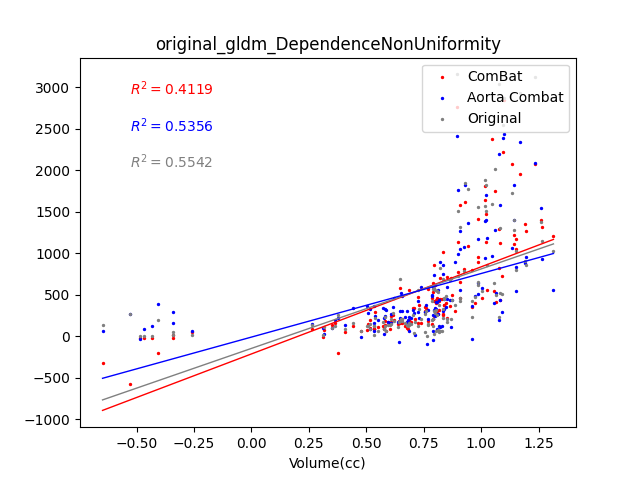 original_gldm_DependenceNonUniformity
R² = 0.4119
R² = 0.5356
R² = 0.5542
ComBat
Aorta Combat
Original
3000
2500
2000
1500
1000
500
0
−500
−1000
−0.50 −0.25 0.00 0.25 0.50 0.75 1.00 1.25
Volume(cc)